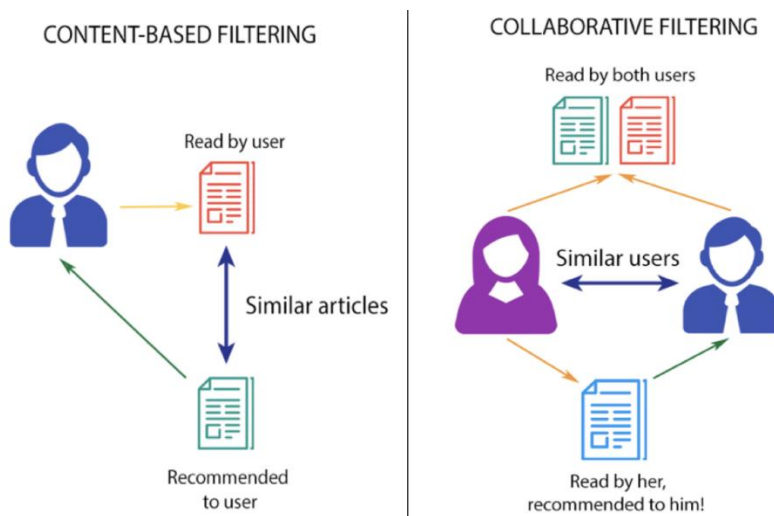 CONTENT-BASED FILTERING
Read by user
Similar articles
Recommended
to user
COLLABORATIVE FILTERING
Read by both users
Similar users
Read by her,
recommended to him!